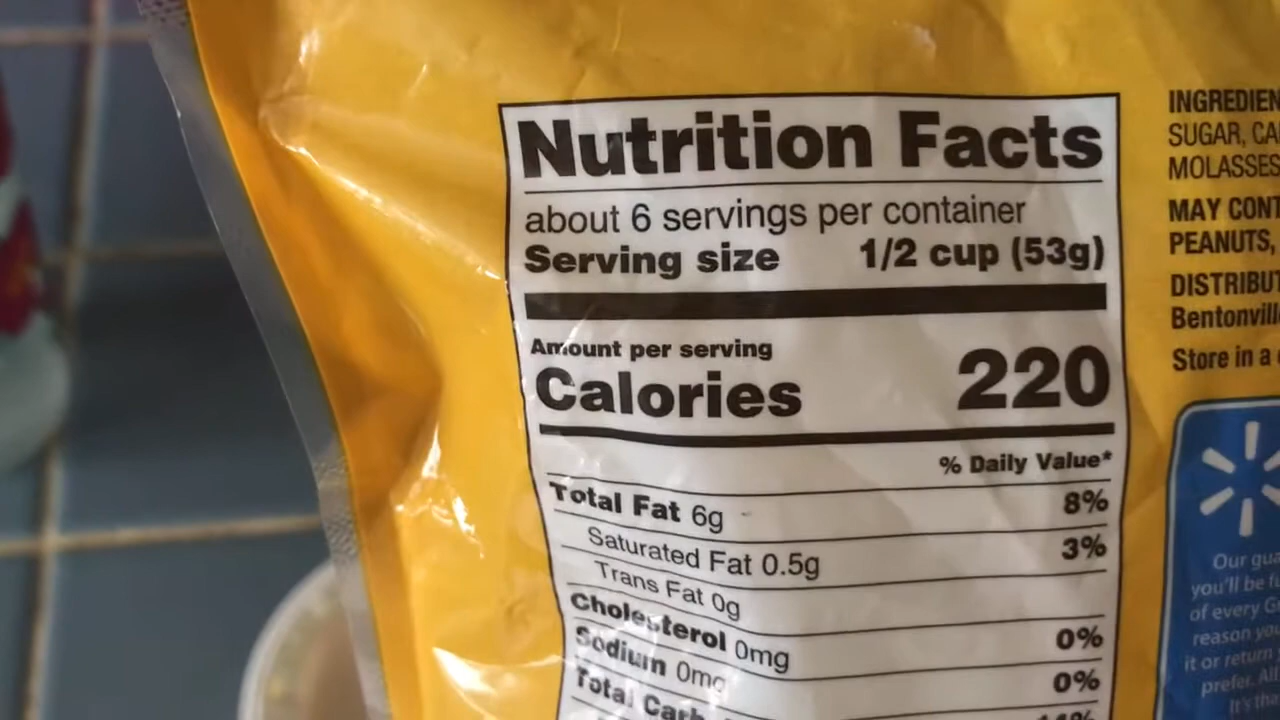 Nutrition Facts
about 6 servings per container
Serving size 1/2 cup (53g)
Amount per serving
Calories 220
% Daily Value*
Total Fat 6g 8%
Saturated Fat 0.5g 3%
Trans Fat 0g
Cholesterol 0mg 0%
Sodium 0mg 0%
Total Carb
INGREDIEN
SUGAR, CA
MOLASSES
MAY CONT
PEANUTS,
DISTRIBUT
Bentonvill
Store in a
Our gua
you'll be f
of every G
reason you
it or return
prefer. All
It's the